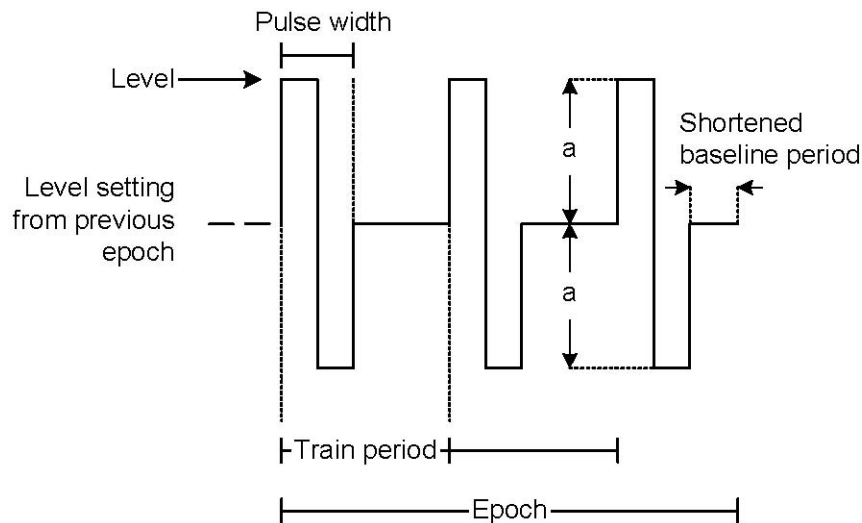 Pulse width
Level
a
Shortened
baseline period
Level setting
from previous
epoch
a
Train period
Epoch